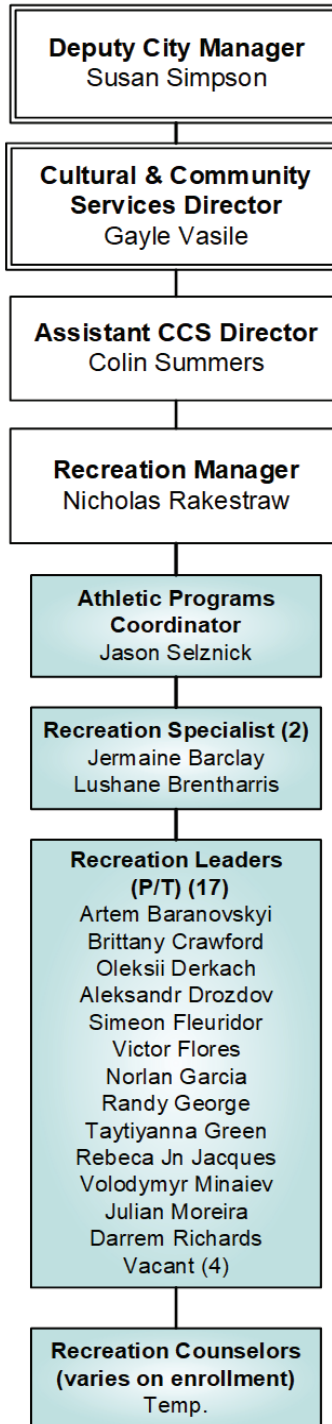 Deputy City Manager
Susan Simpson
Cultural & Community
Services Director
Gayle Vasile
Assistant CCS Director
Colin Summers
Recreation Manager
Nicholas Rakestraw
Athletic Programs
Coordinator
Jason Selznick
Recreation Specialist (2)
Jermaine Barclay
Lushane Brentharris
Recreation Leaders
(P/T) (17)
Artem Baranovskyi
Brittany Crawford
Oleksii Derkach
Aleksandr Drozdov
Simeon Fleuridor
Victor Flores
Norlan Garcia
Randy George
Taytiyanna Green
Rebeca Jn Jacques
Volodymyr Minaiev
Julian Moreira
Darrem Richards
Vacant (4)
Recreation Counselors
(varies on enrollment)
Temp.